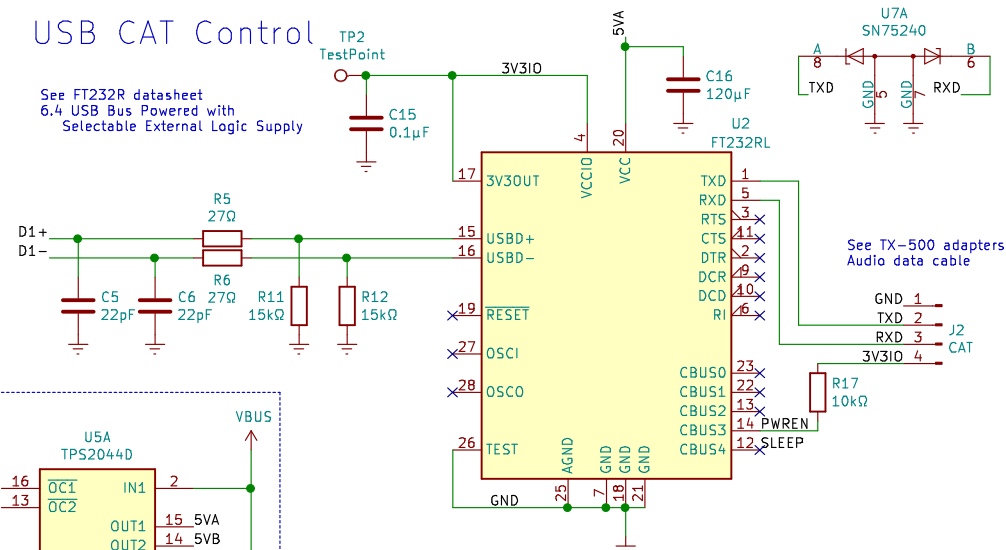 USB CAT Control
See FT232R datasheet
6.4 USB Bus Powered with
Selectable External Logic Supply
TP2
TestPoint
3V3IO
C15
0.1µF
5VA
C16
120µF
U7A
SN75240
A
8
B
6
TXD
RXD
GND
5
GND
7
U2
FT232RL
4
VCCIO
20
VCC
17
3V3OUT
15
USBD+
16
USBD-
19
RESET
27
OSCI
28
OSCO
26
TEST
TXD
1
RXD
5
RTS
3
CTS
11
DTR
2
DCR
9
DCD
10
RI
6
CBUS0
23
CBUS1
22
CBUS2
13
CBUS3
14
PWREN
CBUS4
12
SLEEP
AGND
25
GND
7
GND
18
GND
21
GND
D1+
D1-
R5
27Ω
R6
27Ω
C5
22pF
C6
22pF
R11
15kΩ
R12
15kΩ
See TX-500 adapters
Audio data cable
GND
1
TXD
2
RXD
3
3V3IO
4
J2
CAT
R17
10kΩ
VBUS
U5A
TPS2044D
16
OC1
13
OC2
IN1
2
OUT1
15
5VA
OUT2
14
5VB